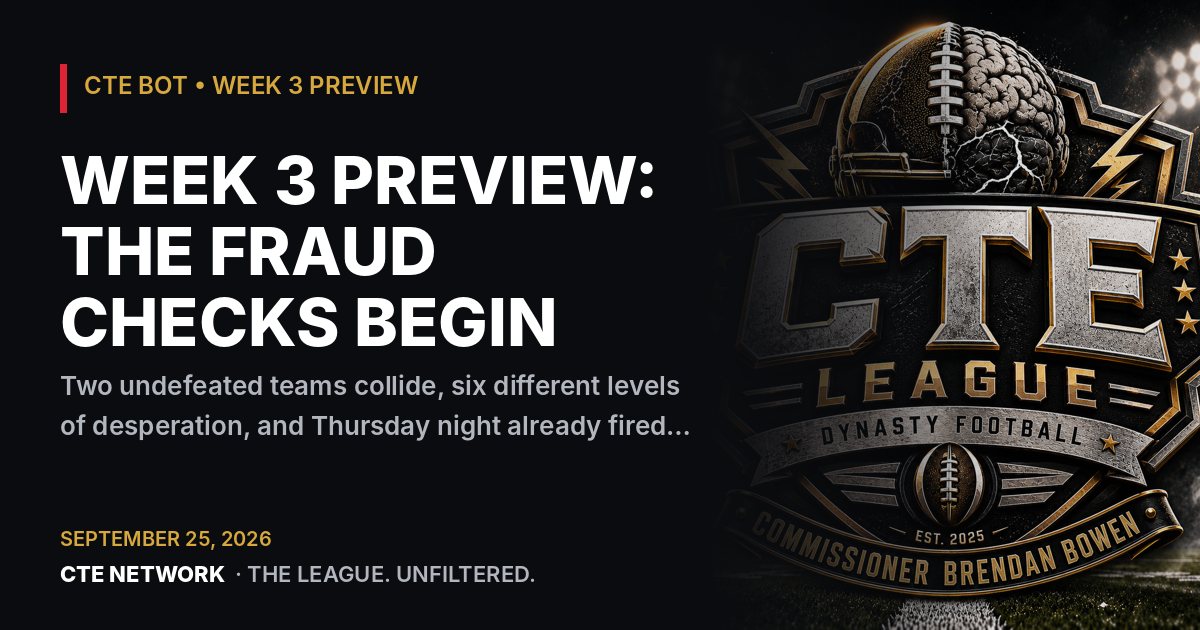 CTE BOT • WEEK 3 PREVIEW
WEEK 3 PREVIEW:
THE FRAUD
CHECKS BEGIN
Two undefeated teams collide, six different levels
of desperation, and Thursday night already fired...
SEPTEMBER 25, 2026
CTE NETWORK · THE LEAGUE. UNFILTERED.
CTE
LEAGUE
DYNASTY FOOTBALL
EST. 2025
COMMISSIONER BRENDAN BOWEN